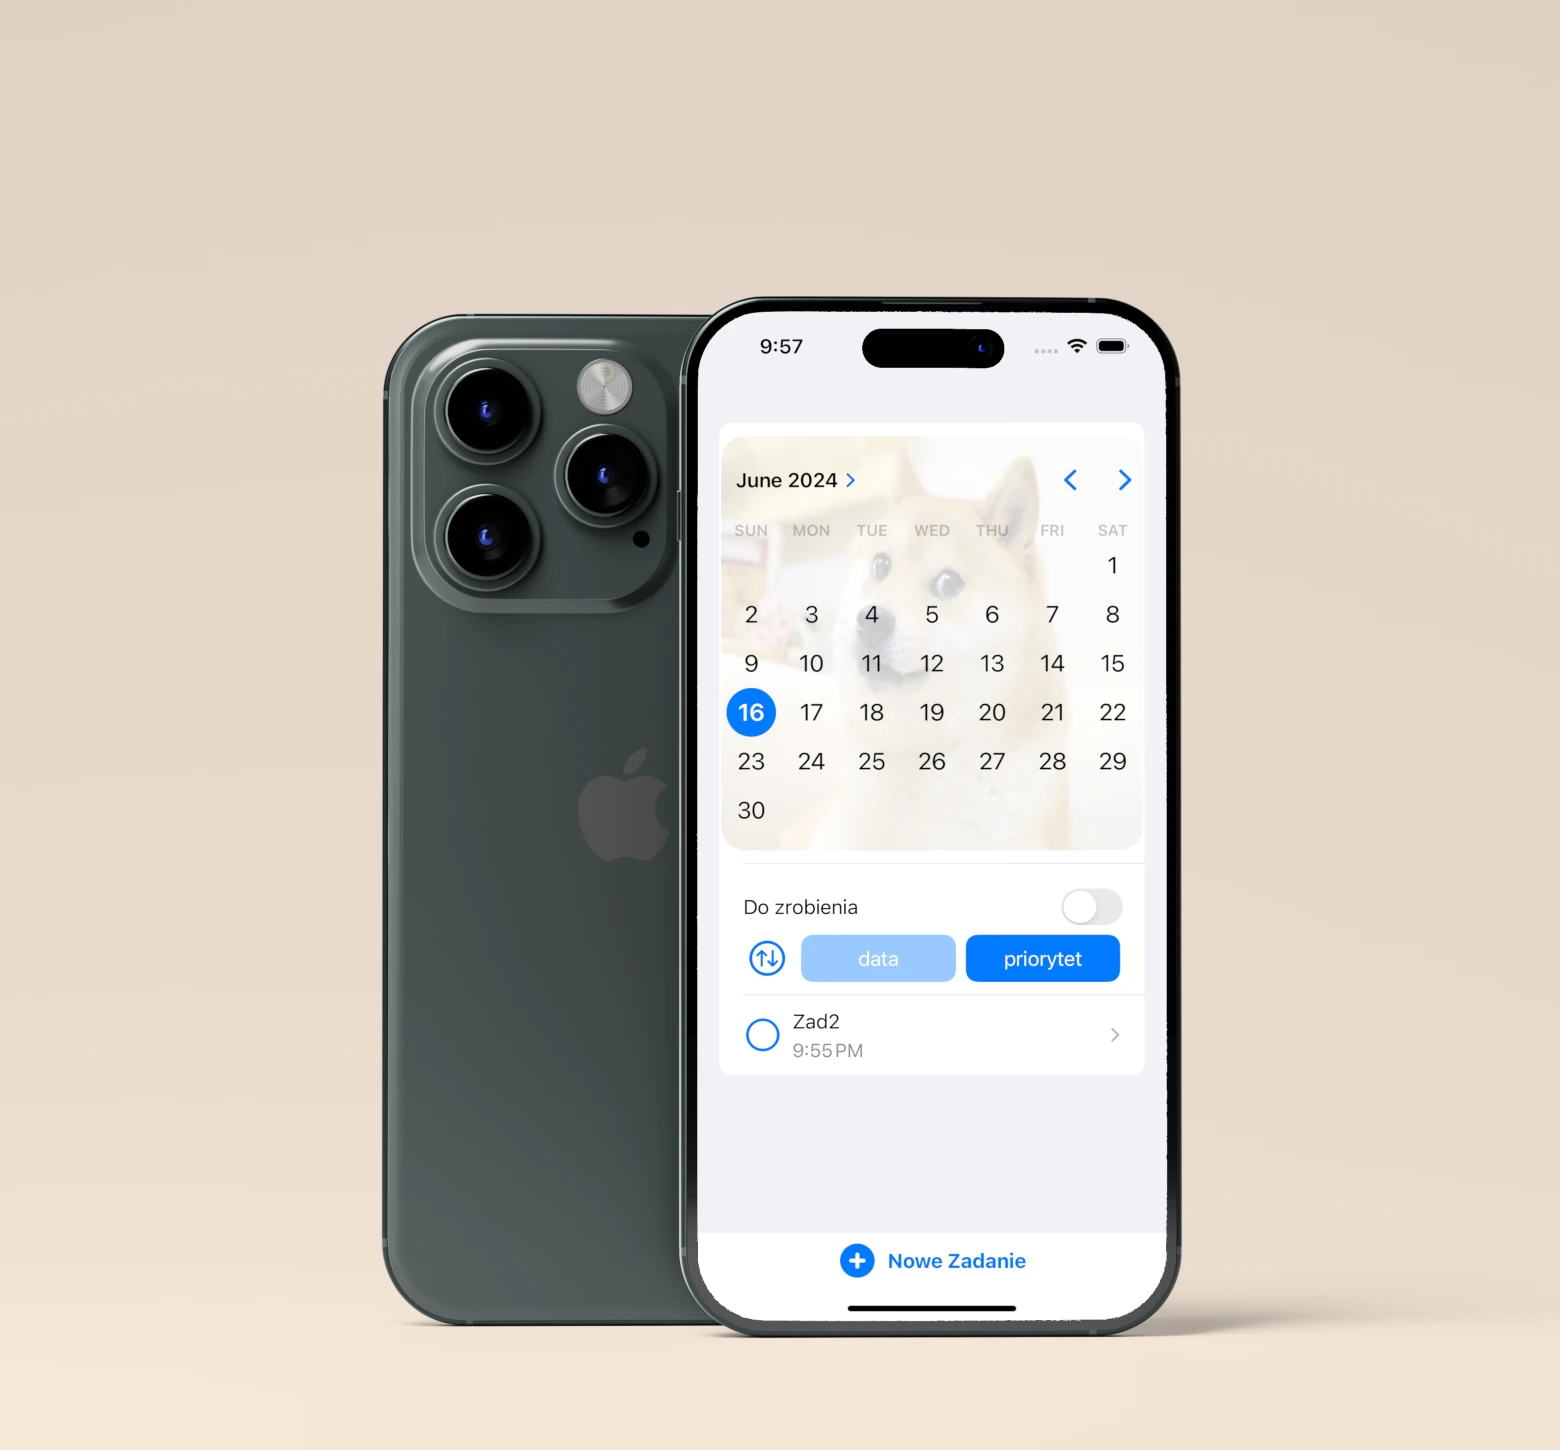 9:57
June 2024
SUN MON TUE WED THU FRI SAT
1
2 3 4 5 6 7 8
9 10 11 12 13 14 15
16 17 18 19 20 21 22
23 24 25 26 27 28 29
30
Do zrobienia
data priorytet
Zad2
9:55 PM
Nowe Zadanie